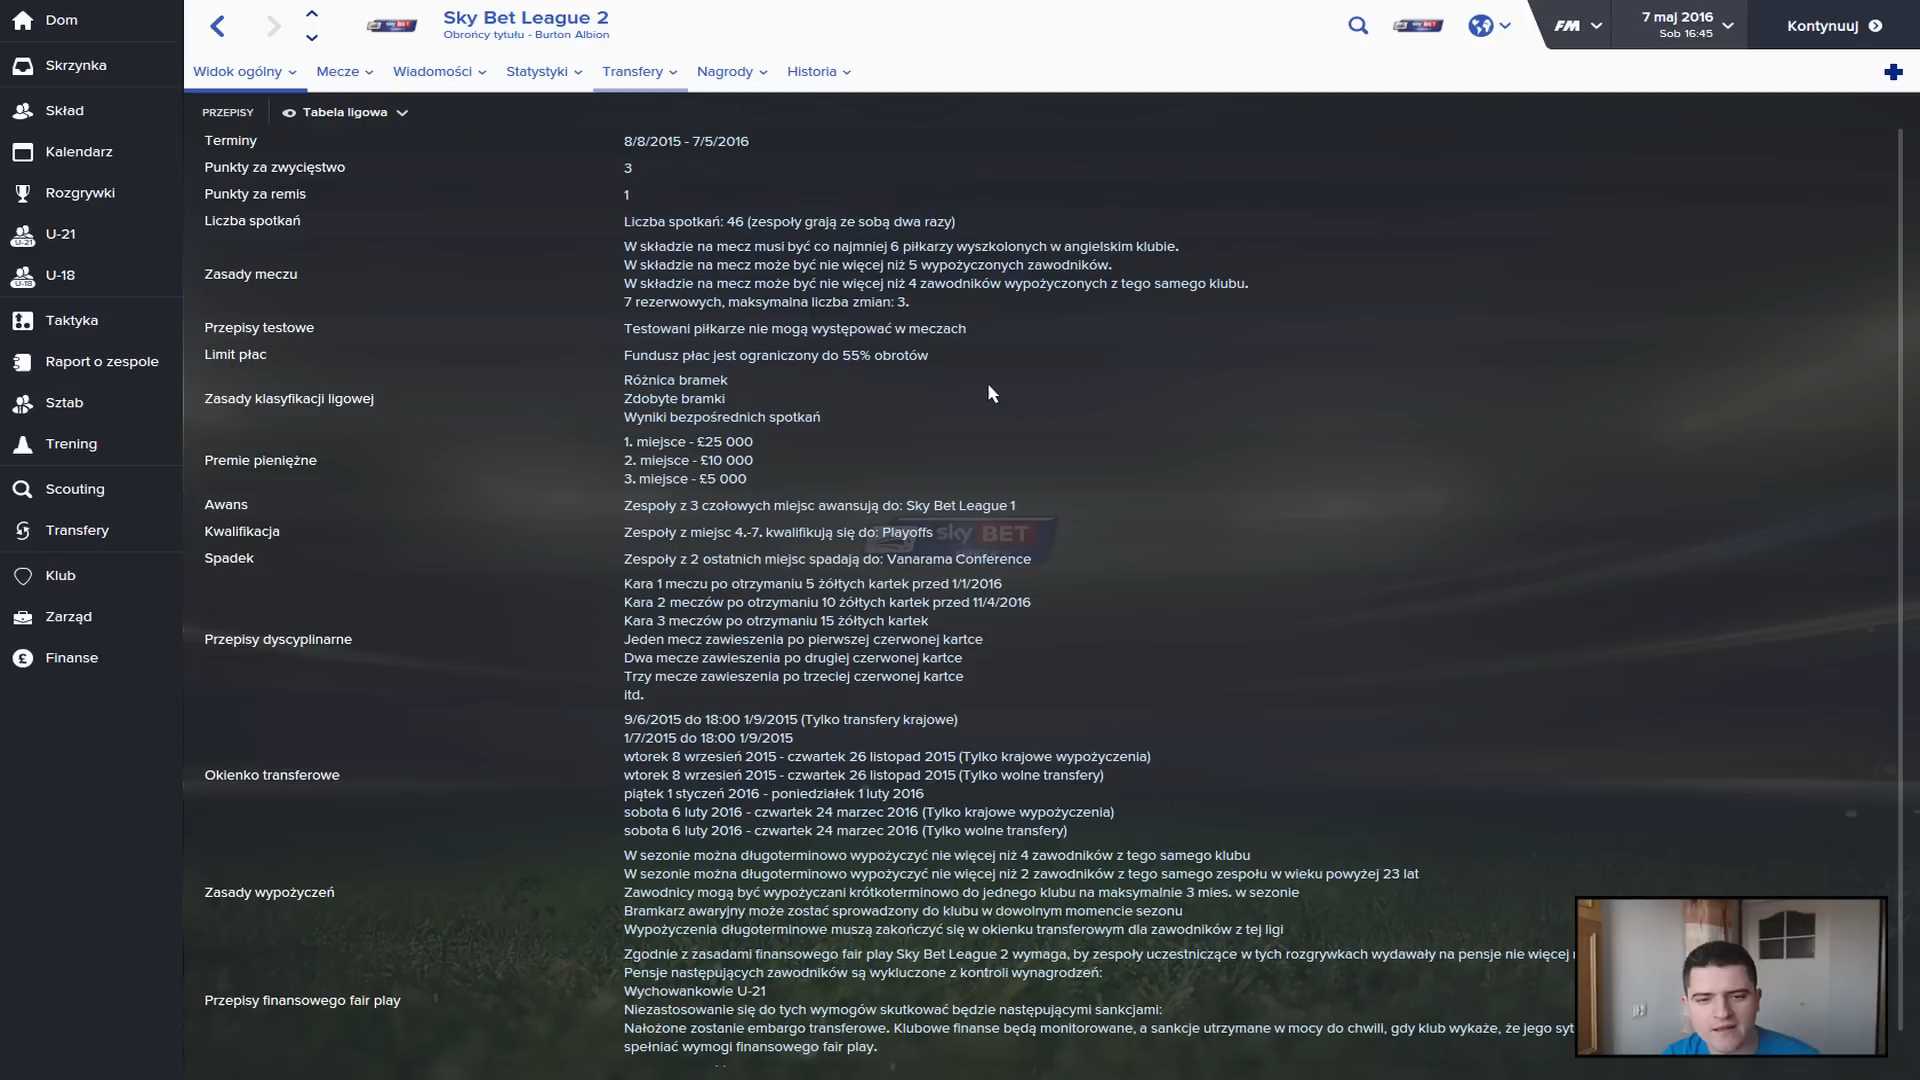 Dom
Skrzynka
Skład
Kalendarz
Rozgrywki
U-21
U-18
Taktyka
Raport o zespole
Sztab
Trening
Scouting
Transfery
Klub
Zarząd
Finanse
Sky Bet League 2
Obrońcy tytułu - Burton Albion
FM
7 maj 2016
Sob 16:45
Kontynuuj
Widok ogólny
Mecze
Wiadomości
Statystyki
Transfery
Nagrody
Historia
PRZEPISY
Tabela ligowa
Terminy
8/8/2015 - 7/5/2016
Punkty za zwycięstwo
3
Punkty za remis
1
Liczba spotkań
Liczba spotkań: 46 (zespoły grają ze sobą dwa razy)
Zasady meczu
W składzie na mecz musi być co najmniej 6 piłkarzy wyszkolonych w angielskim klubie.
W składzie na mecz może być nie więcej niż 5 wypożyczonych zawodników.
W składzie na mecz może być nie więcej niż 4 zawodników wypożyczonych z tego samego klubu.
7 rezerwowych, maksymalna liczba zmian: 3.
Przepisy testowe
Testowani piłkarze nie mogą występować w meczach
Limit płac
Fundusz płac jest ograniczony do 55% obrotów
Zasady klasyfikacji ligowej
Różnica bramek
Zdobyte bramki
Wyniki bezpośrednich spotkań
Premie pieniężne
1. miejsce - £25 000
2. miejsce - £10 000
3. miejsce - £5 000
Awans
Zespoły z 3 czołowych miejsc awansują do: Sky Bet League 1
Kwalifikacja
Zespoły z miejsc 4.-7. kwalifikują się do: Playoffs
sky BET
Spadek
Zespoły z 2 ostatnich miejsc spadają do: Vanarama Conference
Przepisy dyscyplinarne
Kara 1 meczu po otrzymaniu 5 żółtych kartek przed 1/1/2016
Kara 2 meczów po otrzymaniu 10 żółtych kartek przed 11/4/2016
Kara 3 meczów po otrzymaniu 15 żółtych kartek
Jeden mecz zawieszenia po pierwszej czerwonej kartce
Dwa mecze zawieszenia po drugiej czerwonej kartce
Trzy mecze zawieszenia po trzeciej czerwonej kartce
itd.
Okienko transferowe
9/6/2015 do 18:00 1/9/2015 (Tylko transfery krajowe)
1/7/2015 do 18:00 1/9/2015
wtorek 8 wrzesień 2015 - czwartek 26 listopad 2015 (Tylko krajowe wypożyczenia)
wtorek 8 wrzesień 2015 - czwartek 26 listopad 2015 (Tylko wolne transfery)
piątek 1 styczeń 2016 - poniedziałek 1 luty 2016
sobota 6 luty 2016 - czwartek 24 marzec 2016 (Tylko krajowe wypożyczenia)
sobota 6 luty 2016 - czwartek 24 marzec 2016 (Tylko wolne transfery)
Zasady wypożyczeń
W sezonie można długoterminowo wypożyczyć nie więcej niż 4 zawodników z tego samego klubu
W sezonie można długoterminowo wypożyczyć nie więcej niż 2 zawodników z tego samego zespołu w wieku powyżej 23 lat
Zawodnicy mogą być wypożyczani krótkoterminowo do jednego klubu na maksymalnie 3 mies. w sezonie
Bramkarz awaryjny może zostać sprowadzony do klubu w dowolnym momencie sezonu
Wypożyczenia długoterminowe muszą zakończyć się w okienku transferowym dla zawodników z tej ligi
Przepisy finansowego fair play
Zgodnie z zasadami finansowego fair play Sky Bet League 2 wymaga, by zespoły uczestniczące w tych rozgrywkach wydawały na pensje nie więcej
Pensje następujących zawodników są wykluczone z kontroli wynagrodzeń:
Wychowankowie U-21
Niezastosowanie się do tych wymogów skutkować będzie następującymi sankcjami:
Nałożone zostanie embargo transferowe. Klubowe finanse będą monitorowane, a sankcje utrzymane w mocy do chwili, gdy klub wykaże, że jego syt
spełniać wymogi finansowego fair play.